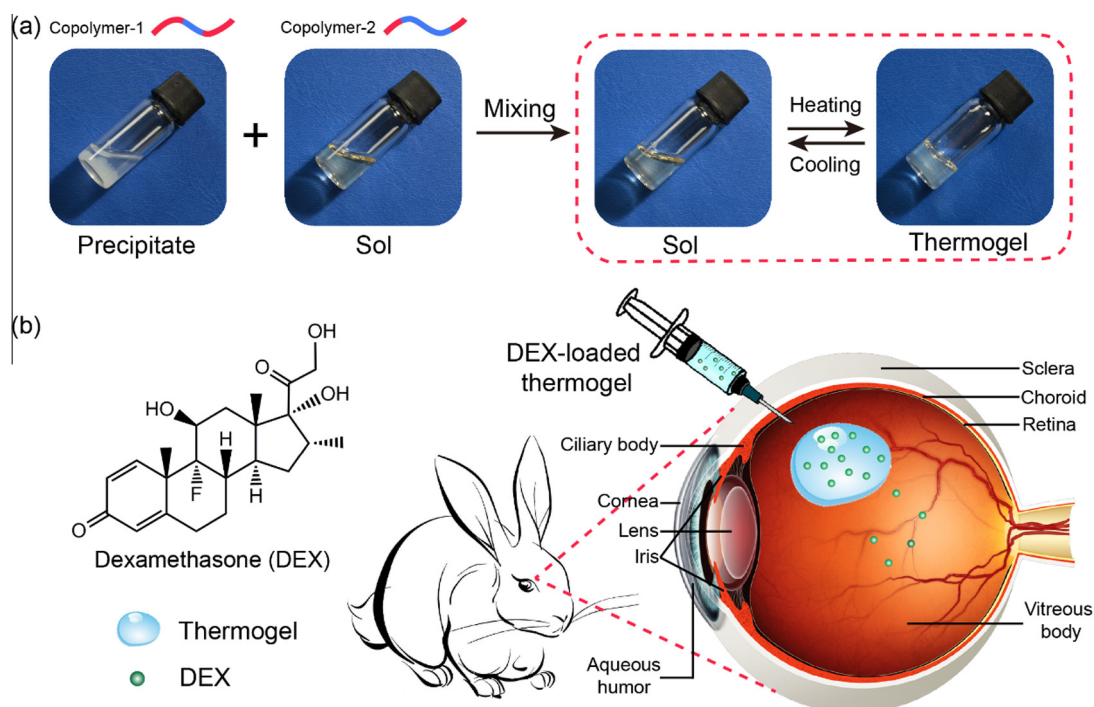 (a)
Copolymer-1
Copolymer-2
+
Mixing
Heating
Cooling
Precipitate
Sol
Sol
Thermogel
(b)
OH
O
OH
HO
H
F
H
H
O
Dexamethasone (DEX)
Thermogel
DEX
DEX-loaded
thermogel
Sclera
Choroid
Retina
Ciliary body
Cornea
Lens
Iris
Aqueous
humor
Vitreous
body